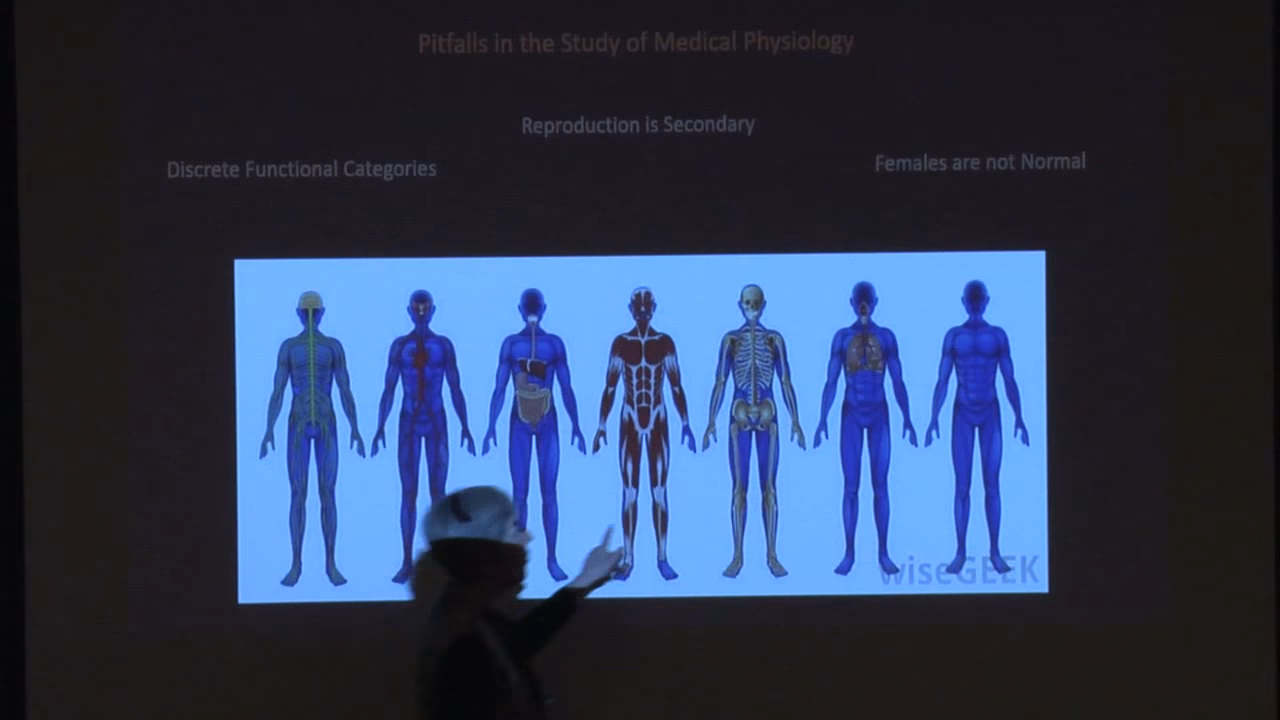 Pitfalls in the Study of Medical Physiology
Reproduction is Secondary
Discrete Functional Categories
Females are not Normal
wiseGEEK